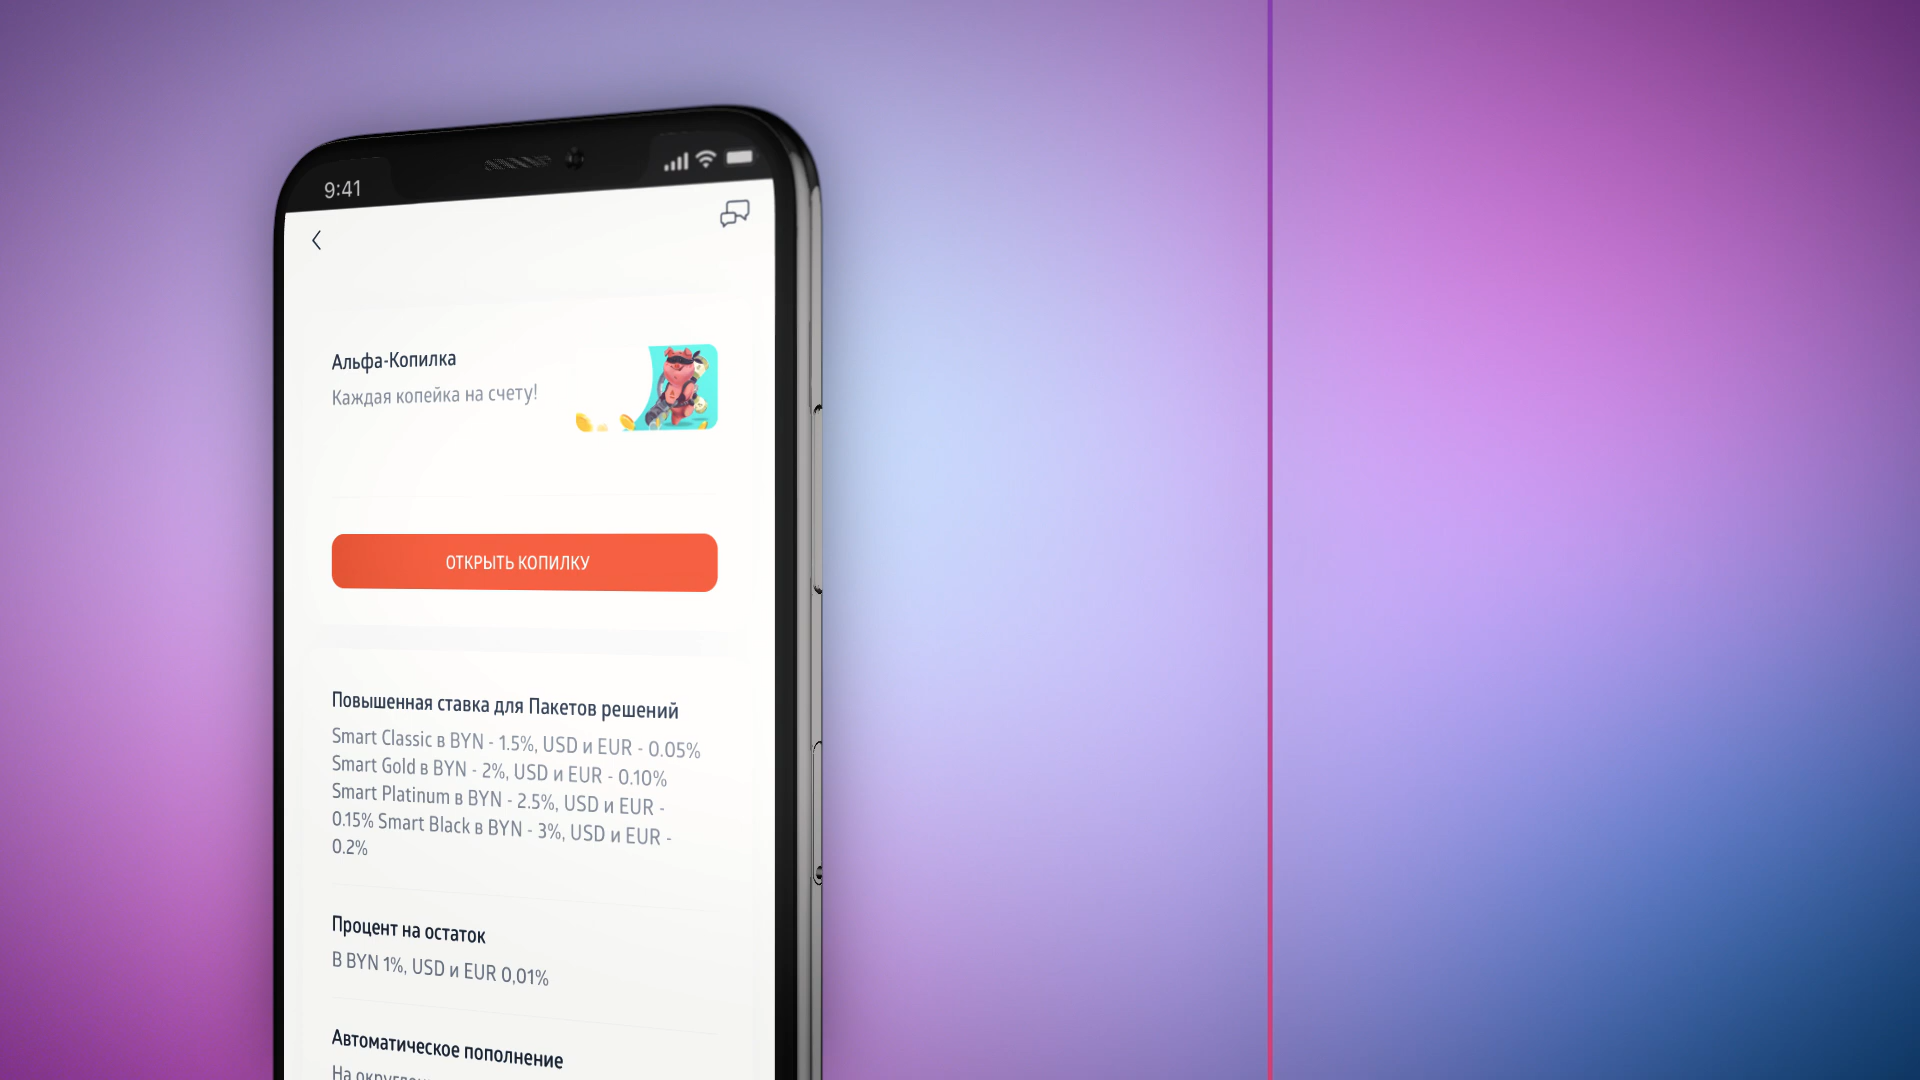 9:41
Альфа-Копилка
Каждая копейка на счету!
ОТКРЫТЬ КОПИЛКУ
Повышенная ставка для Пакетов решений
Smart Classic в BYN - 1.5%, USD и EUR - 0.05%
Smart Gold в BYN - 2%, USD и EUR - 0.10%
Smart Platinum в BYN - 2.5%, USD и EUR -
0.15% Smart Black в BYN - 3%, USD и EUR -
0.2%
Процент на остаток
В BYN 1%, USD и EUR 0,01%
Автоматическое пополнение
На